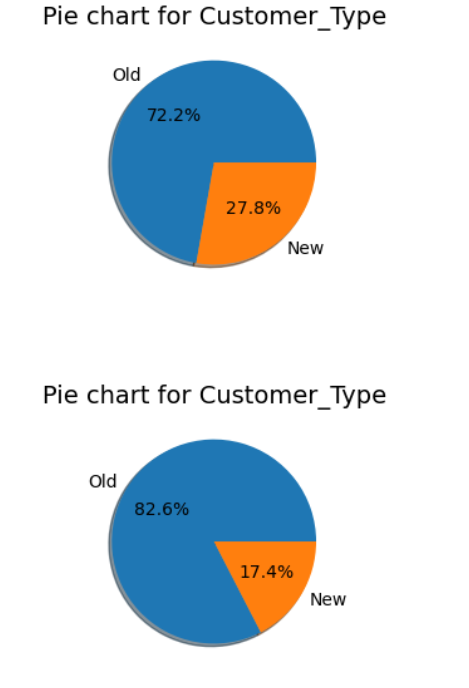 Pie chart for Customer_Type
Old
72.2%
27.8%
New
Pie chart for Customer_Type
Old
82.6%
17.4%
New